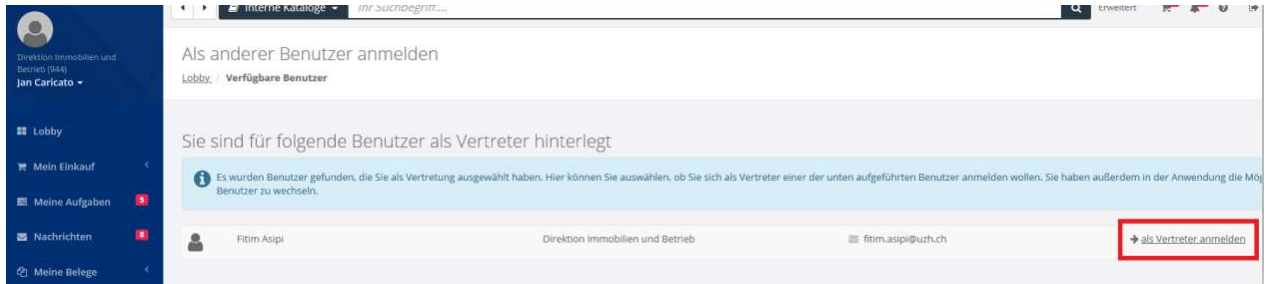 Interne Kataloge
Ihr Suchbegriff....
Erweitert
Direktion Immobilien und
Betrieb (944)
Jan Caricato
Als anderer Benutzer anmelden
Lobby / Verfügbare Benutzer
Lobby
Mein Einkauf
Meine Aufgaben 5
Nachrichten 8
Meine Belege
Sie sind für folgende Benutzer als Vertreter hinterlegt
Es wurden Benutzer gefunden, die Sie als Vertretung ausgewählt haben. Hier können Sie auswählen, ob Sie sich als Vertreter einer der unten aufgeführten Benutzer anmelden wollen. Sie haben außerdem in der Anwendung die Mög
Benutzer zu wechseln.
Fitim Asipi Direktion Immobilien und Betrieb fitim.asipi@uzh.ch als Vertreter anmelden